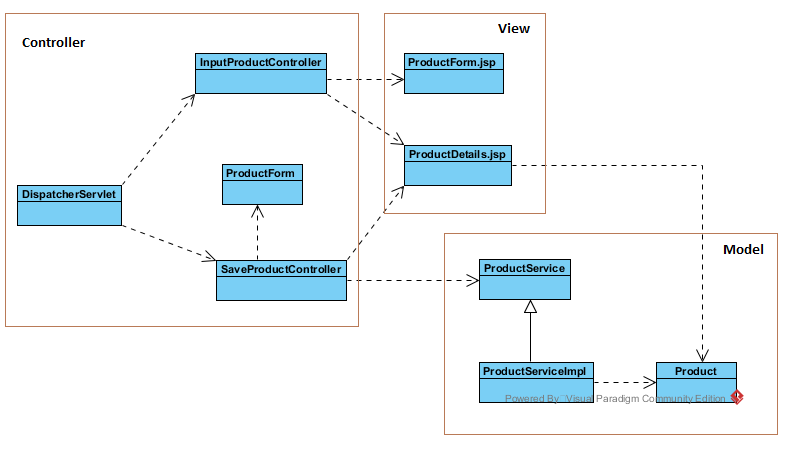 Controller
View
InputProductController
ProductForm.jsp
ProductDetails.jsp
ProductForm
DispatcherServlet
SaveProductController
Model
ProductService
ProductServiceImpl
Product
Powered By Visual Paradigm Community Edition